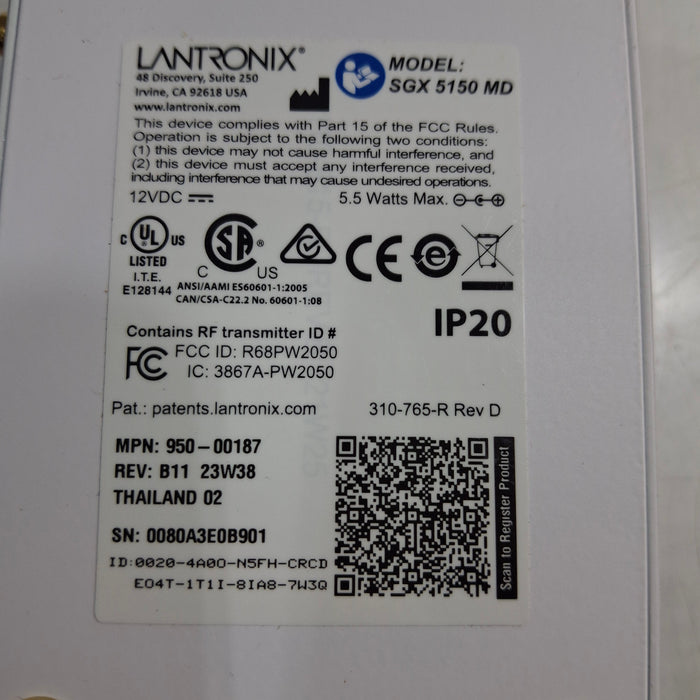 LANTRONIX®
48 Discovery, Suite 250
Irvine, CA 92618 USA
www.lantronix.com
MODEL:
SGX 5150 MD
This device complies with Part 15 of the FCC Rules.
Operation is subject to the following two conditions:
(1) this device may not cause harmful interference, and
(2) this device must accept any interference received,
including interference that may cause undesired operations.
12VDC
5.5 Watts Max.
C UL US
LISTED
I.T.E.
E128144
SA ®
C US
ANSI/AAMI ES60601-1:2005
CAN/CSA-C22.2 No. 60601-1:08
CE
e
IP20
Contains RF transmitter ID #
FC FCC ID: R68PW2050
IC: 3867A-PW2050
Pat.: patents.lantronix.com
310-765-R Rev D
MPN: 950-00187
REV: B11 23W38
THAILAND 02
SN: 0080A3E0B901
ID:0020-4A00-N5FH-CRCD
E04T-1T1I-8IA8-7W3Q
Scan to Register Product